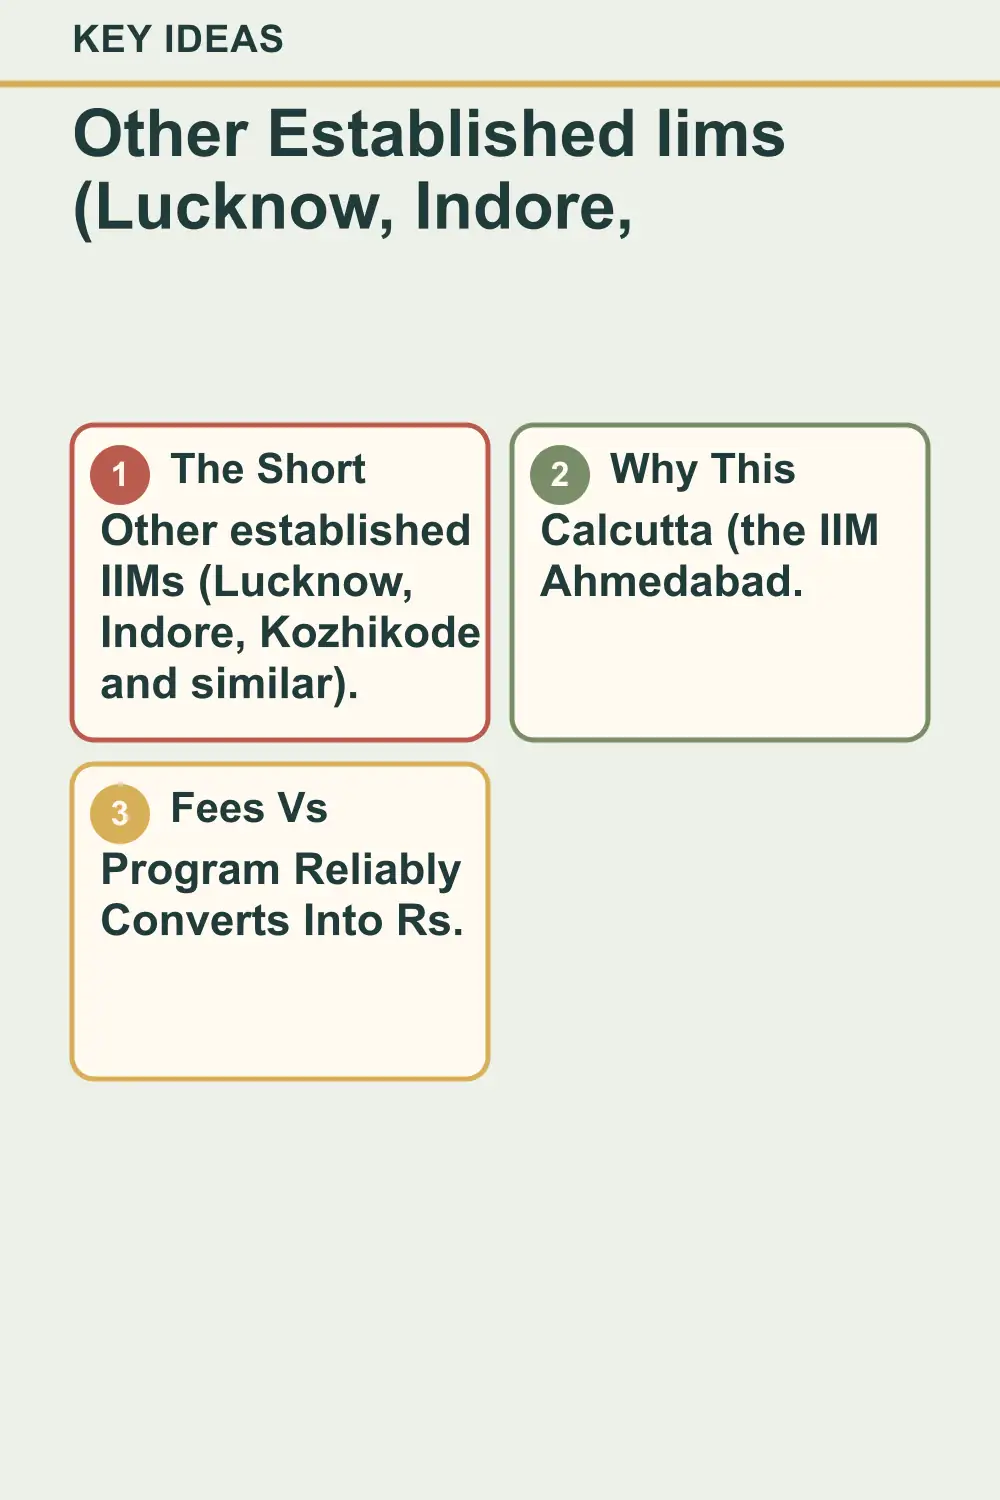 KEY IDEAS
Other Established Iims
(Lucknow, Indore,
1 The Short
Other established
IIMs (Lucknow,
Indore, Kozhikode
and similar).
2 Why This
Calcutta (the IIM
Ahmedabad.
3 Fees Vs
Program Reliably
Converts Into Rs.